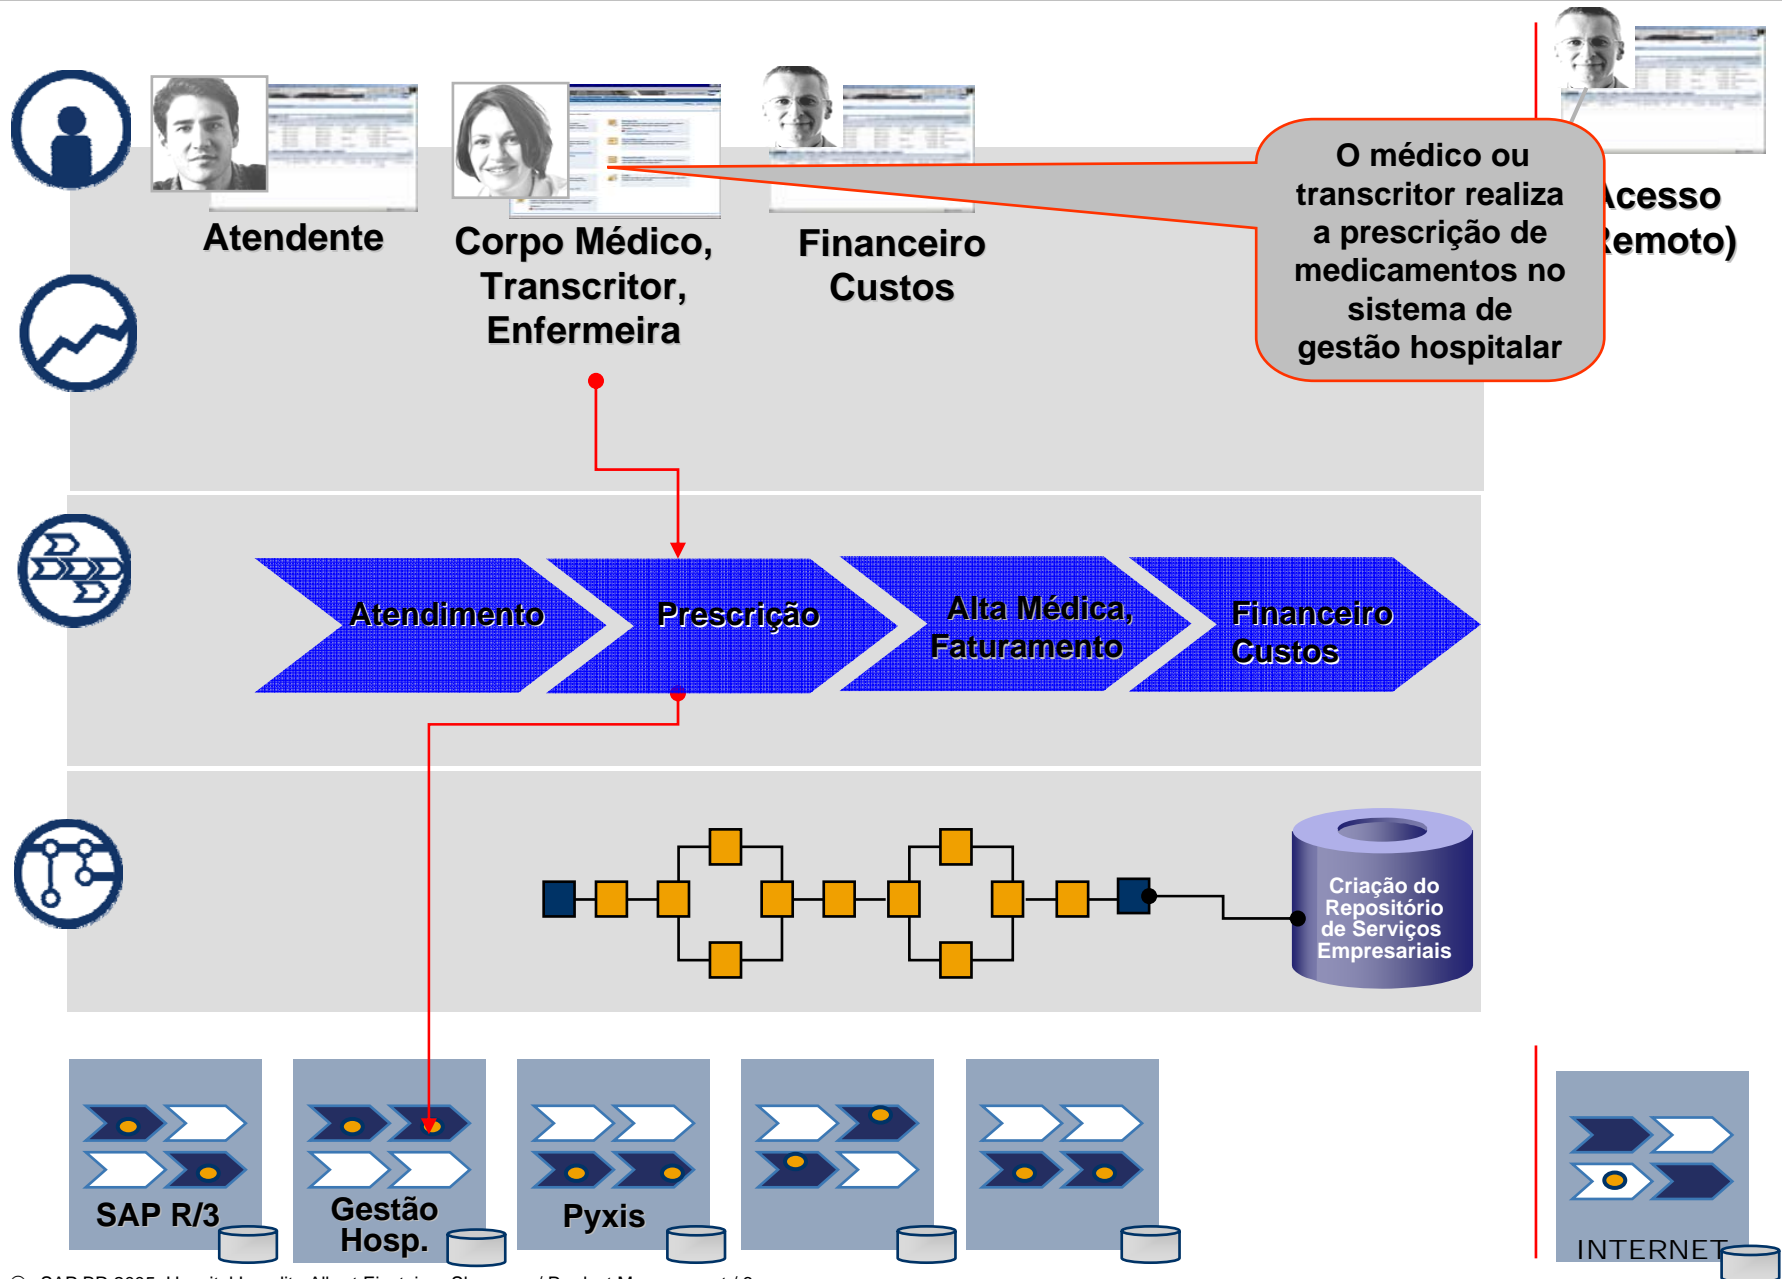 O médico ou
transcritor realiza
a prescrição de
medicamentos no
sistema de
gestão hospitalar
Acesso
Remoto)
Atendente
Corpo Médico,
Transcritor,
Enfermeira
Financeiro
Custos
Atendimento
Prescrição
Alta Médica,
Faturamento
Financeiro
Custos
Criação do
Repositório
de Serviços
Empresariais
SAP R/3
Gestão
Hosp.
Pyxis
INTERNET